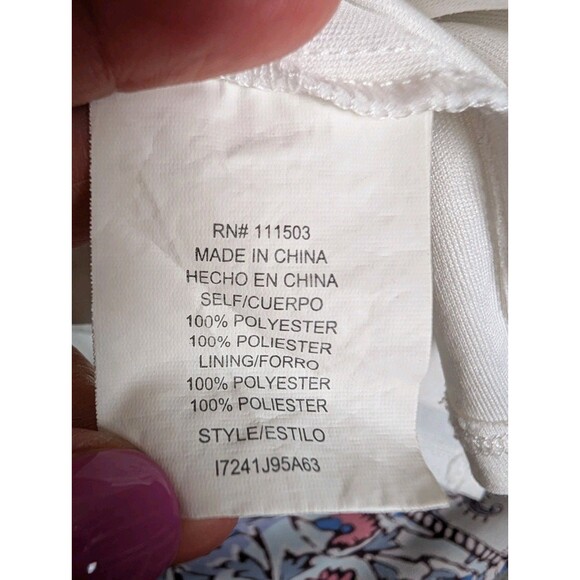 RN# 111503
MADE IN CHINA
HECHO EN CHINA
SELF/CUERPO
100% POLYESTER
100% POLIESTER
LINING/FORRO
100% POLYESTER
100% POLIESTER
STYLE/ESTILO
I7241J95A63